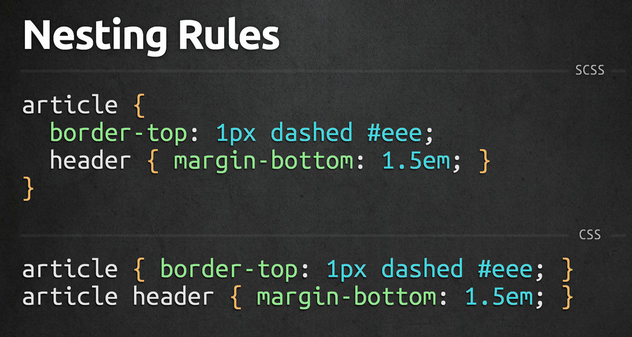 Nesting Rules
SCSS
article {
  border-top: 1px dashed #eee;
  header { margin-bottom: 1.5em; }
}
CSS
article { border-top: 1px dashed #eee; }
article header { margin-bottom: 1.5em; }